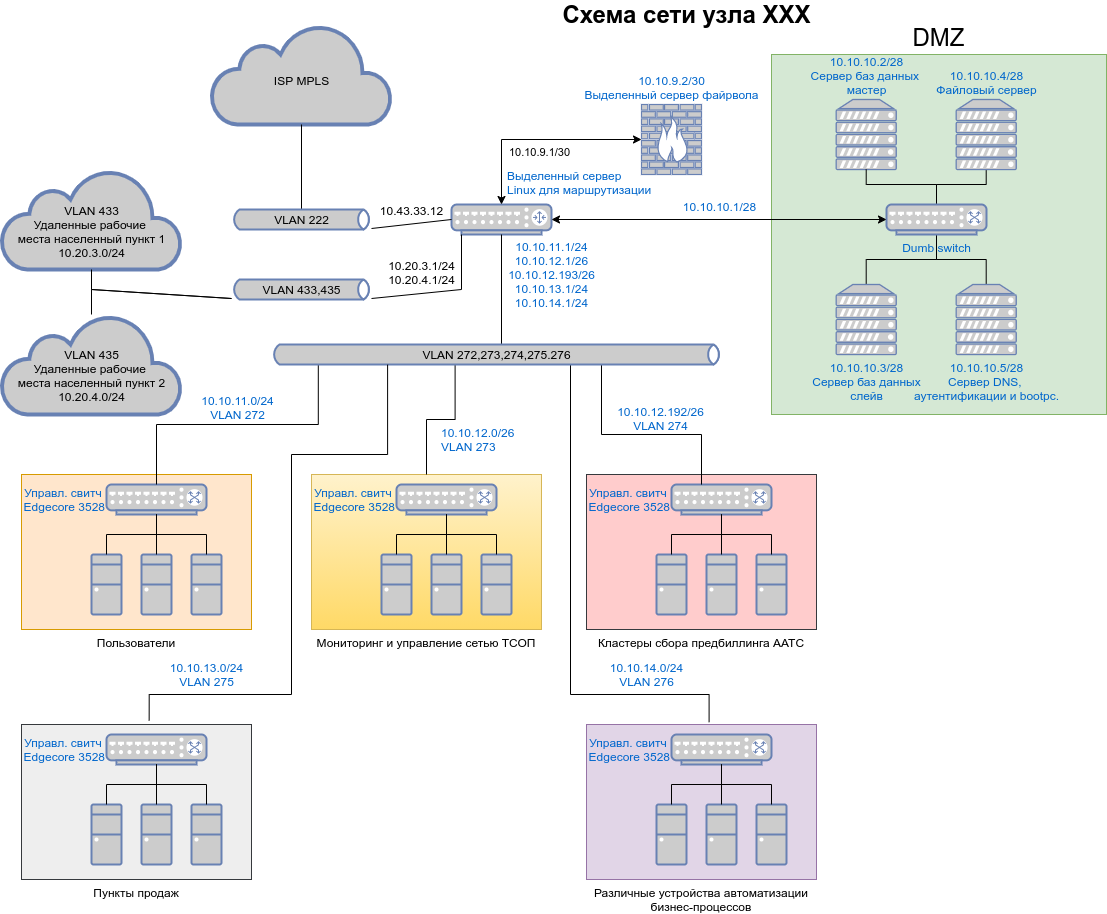 Схема сети узла XXX
DMZ
ISP MPLS
10.10.9.2/30
Выделенный сервер файрвола
10.10.10.2/28
Сервер баз данных
мастер
10.10.10.4/28
Файловый сервер
10.10.9.1/30
Выделенный сервер
Linux для маршрутизации
VLAN 433
Удаленные рабочие
места населенный пункт 1
10.20.3.0/24
VLAN 222
10.43.33.12
10.10.10.1/28
Dumb switch
10.10.11.1/24
10.10.12.1/26
10.10.12.193/26
10.10.13.1/24
10.10.14.1/24
10.20.3.1/24
10.20.4.1/24
VLAN 433,435
VLAN 435
Удаленные рабочие
места населенный пункт 2
10.20.4.0/24
VLAN 272,273,274,275.276
10.10.10.3/28
Сервер баз данных
слейв
10.10.10.5/28
Сервер DNS,
аутентификации и bootpc.
10.10.11.0/24
VLAN 272
10.10.12.0/26
VLAN 273
10.10.12.192/26
VLAN 274
Управл. свитч
Edgecore 3528
Управл. свитч
Edgecore 3528
Управл. свитч
Edgecore 3528
Пользователи
Мониторинг и управление сетью ТСОП
Кластеры сбора предбиллинга ААТС
10.10.13.0/24
VLAN 275
10.10.14.0/24
VLAN 276
Управл. свитч
Edgecore 3528
Управл. свитч
Edgecore 3528
Пункты продаж
Различные устройства автоматизации
бизнес-процессов